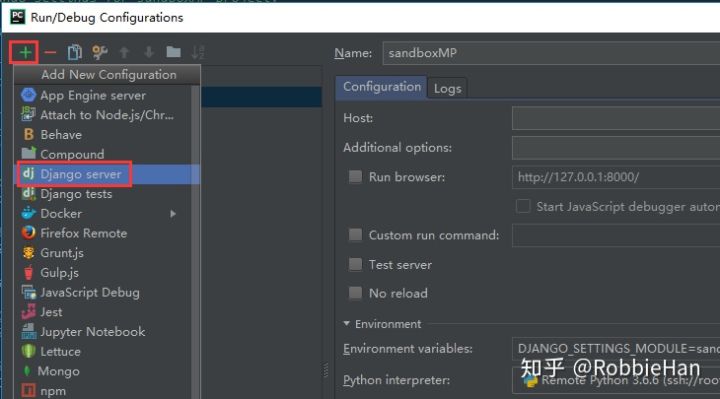 Run/Debug Configurations
Add New Configuration
App Engine server
Attach to Node.js/Chr...
Behave
Compound
Django server
Django tests
Docker
Firefox Remote
Grunt.js
Gulp.js
JavaScript Debug
Jest
Jupyter Notebook
Lettuce
Mongo
npm
Name: sandboxMP
Configuration Logs
Host:
Additional options:
Run browser: http://127.0.0.1:8000/
Start JavaScript debugger autor
Custom run command:
Test server
No reload
Environment
Environment variables: DJANGO_SETTINGS_MODULE=san
Python interpreter: Remote Python 3.6.6 (ssh://roo
知乎 @RobbieHan